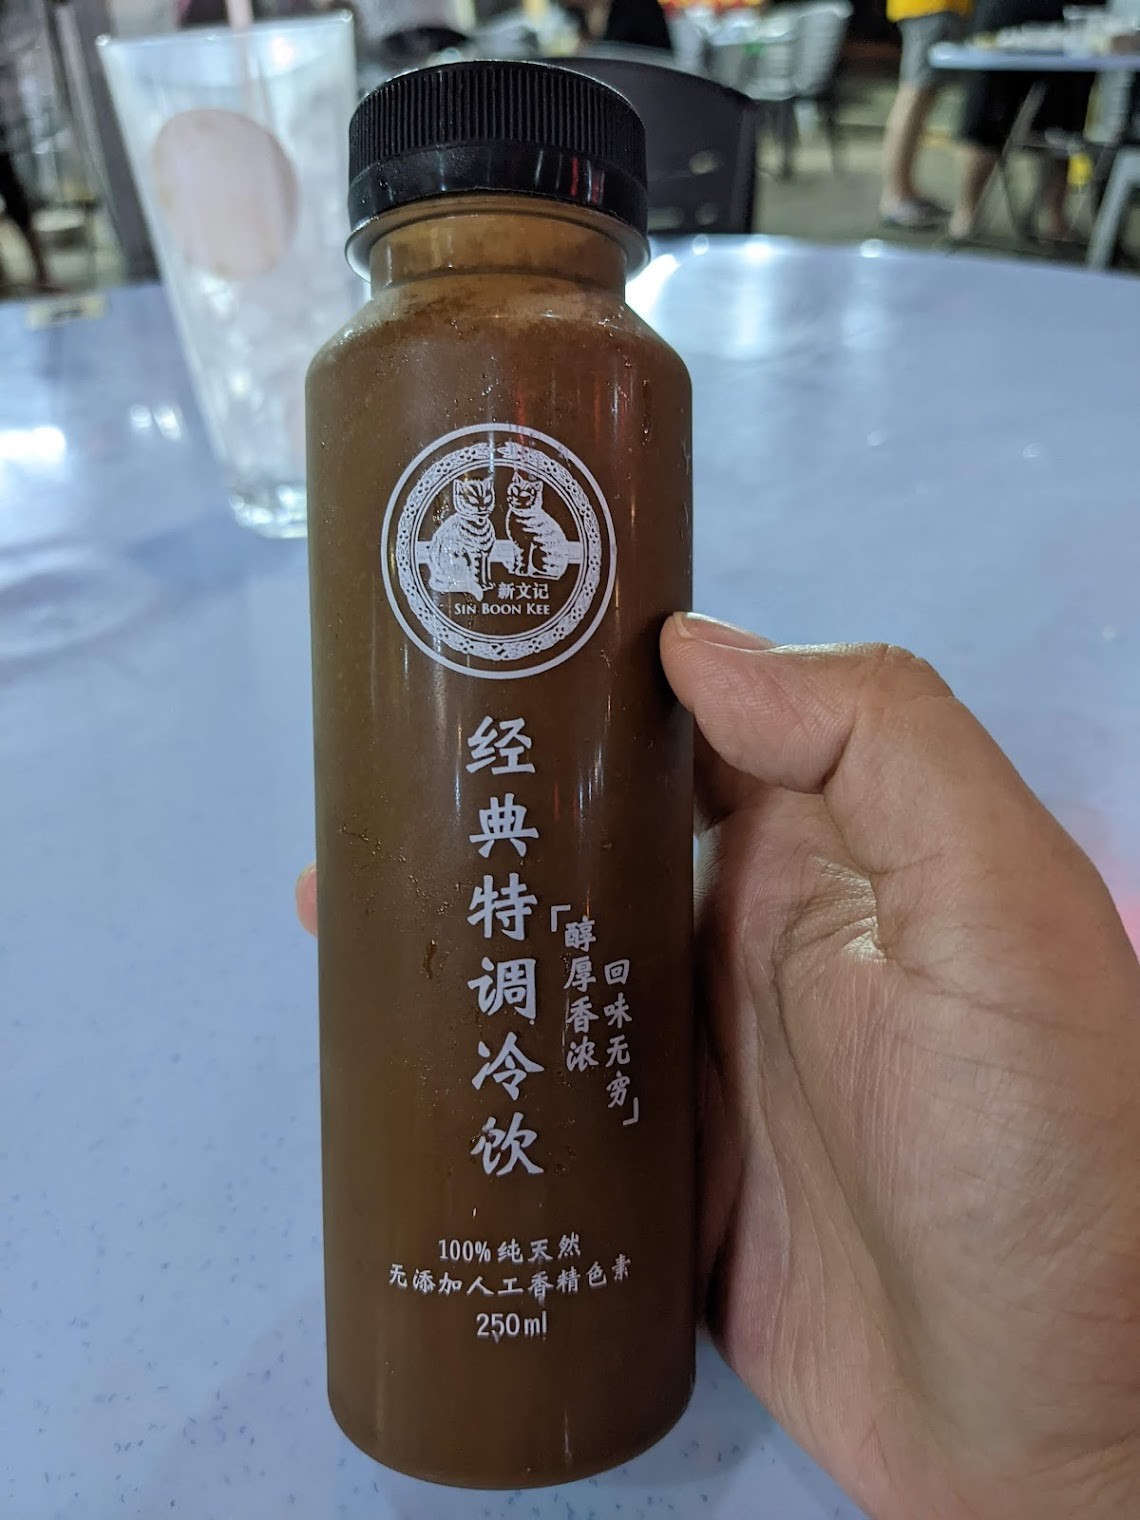 新文记
SIN BOON KEE
经典特调冷饮
「醇厚香浓
回味无穷」
100%纯天然
无添加人工香精色素
250ml